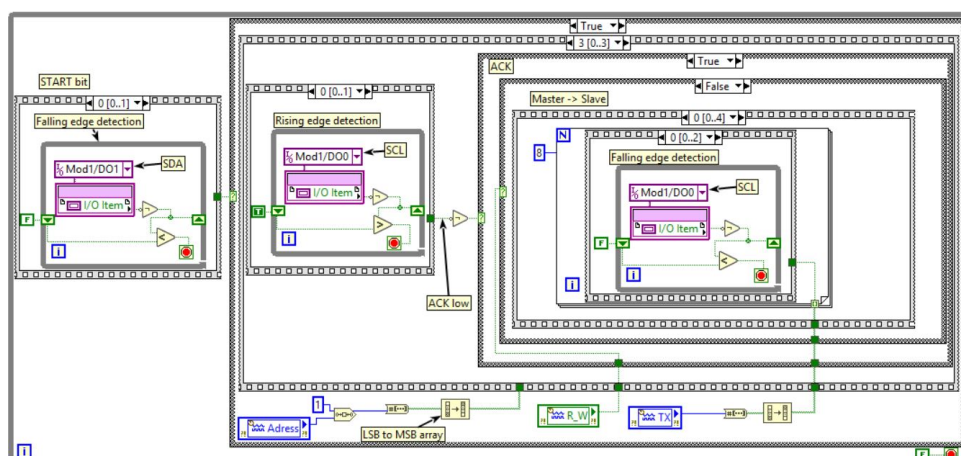 True
3 [0..3]
START bit
0 [0..1]
Falling edge detection
Mod1/DO1
SDA
I/O Item
F
i
0 [0..1]
Rising edge detection
Mod1/DO0
SCL
I/O Item
T
i
ACK low
ACK
True
False
Master -> Slave
0 [0..4]
N
8
0 [0..2]
Falling edge detection
Mod1/DO0
SCL
I/O Item
F
i
i
1
Adress
LSB to MSB array
R_W
TX
i
F